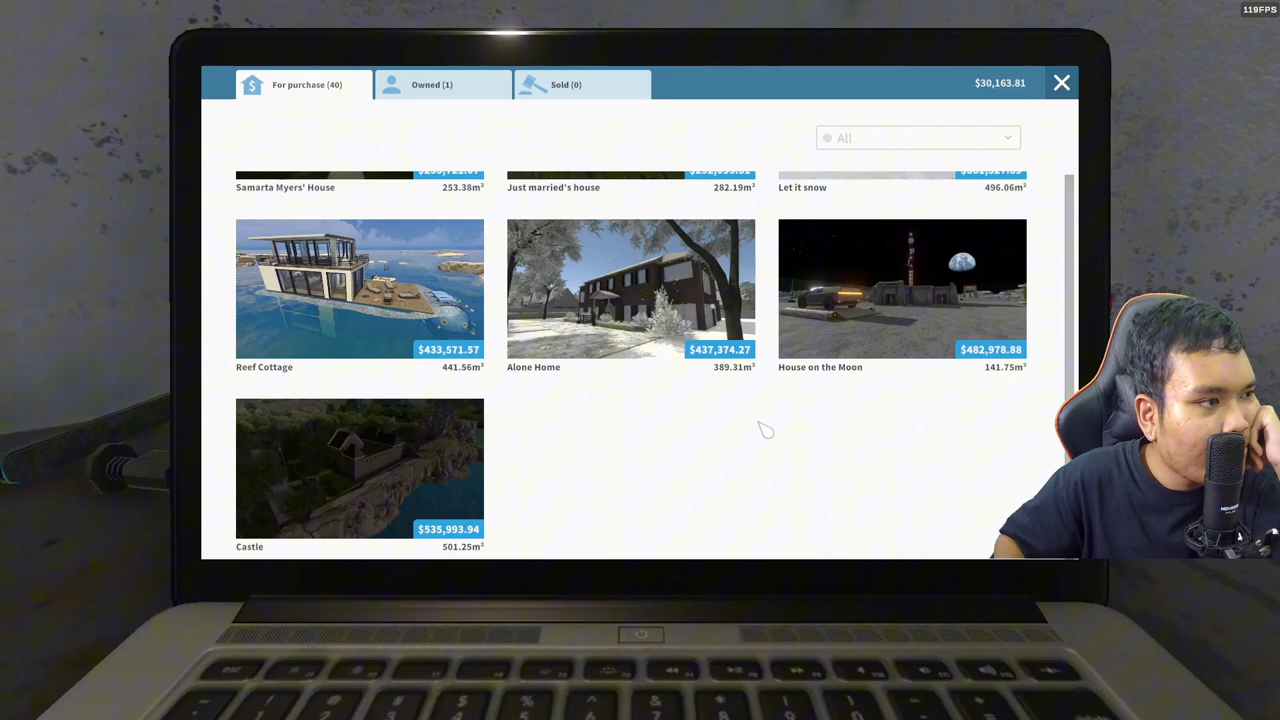 119FPS
For purchase (40)
Owned (1)
Sold (0)
$30,163.81
All
Samarta Myers' House
253.38m²
Just married's house
282.19m²
Let it snow
496.06m²
$433,571.57
$437,374.27
$482,978.88
Reef Cottage
441.56m²
Alone Home
389.31m²
House on the Moon
141.75m²
$535,993.94
Castle
501.25m²